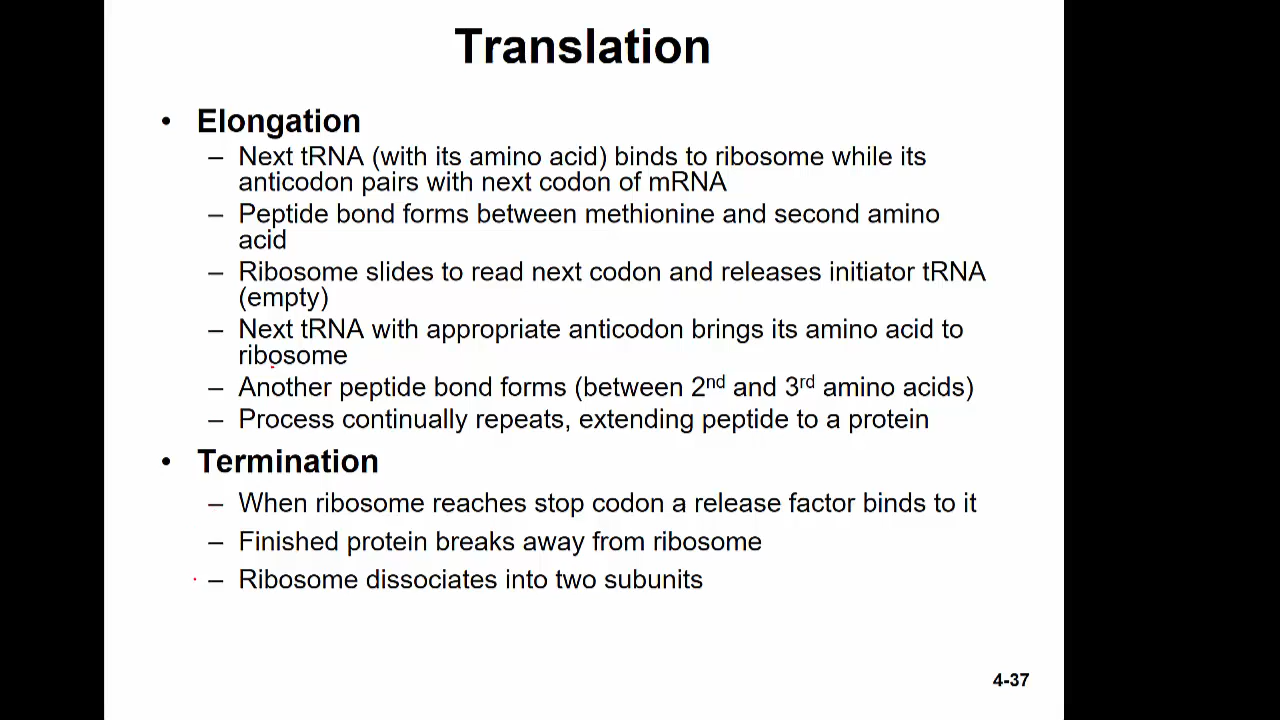 Translation
• Elongation
– Next tRNA (with its amino acid) binds to ribosome while its
anticodon pairs with next codon of mRNA
– Peptide bond forms between methionine and second amino
acid
– Ribosome slides to read next codon and releases initiator tRNA
(empty)
– Next tRNA with appropriate anticodon brings its amino acid to
ribosome
– Another peptide bond forms (between 2nd and 3rd amino acids)
– Process continually repeats, extending peptide to a protein
• Termination
– When ribosome reaches stop codon a release factor binds to it
– Finished protein breaks away from ribosome
– Ribosome dissociates into two subunits
4-37